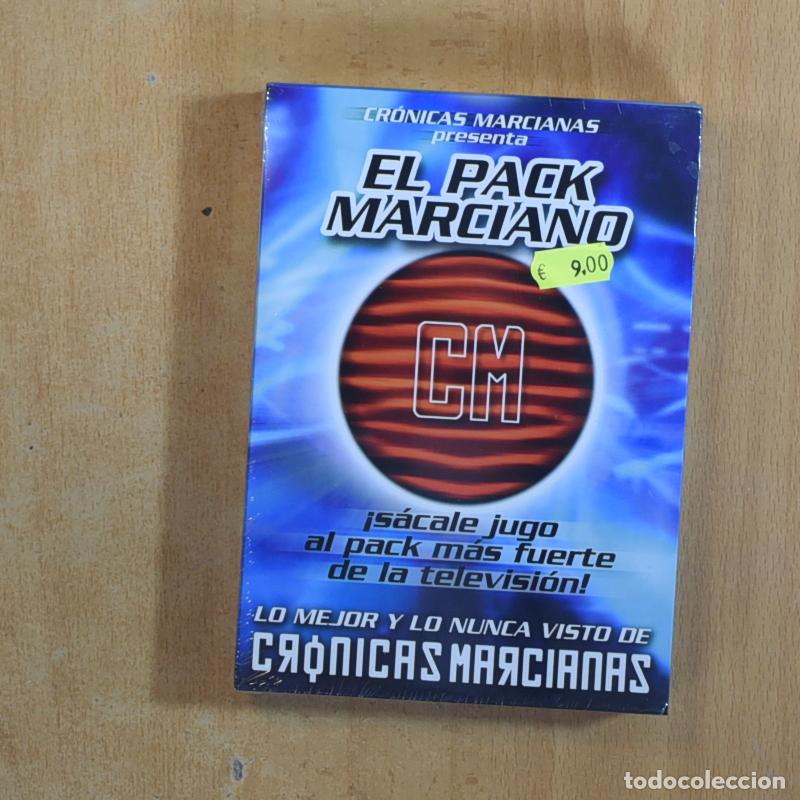 CRÓNICAS MARCIANAS
presenta
EL PACK
MARCIANO
€ 9,00
CM
¡sácale jugo
al pack más fuerte
de la televisión!
LO MEJOR Y LO NUNCA VISTO DE
CRÓNICAS MARCIANAS
todocoleccion